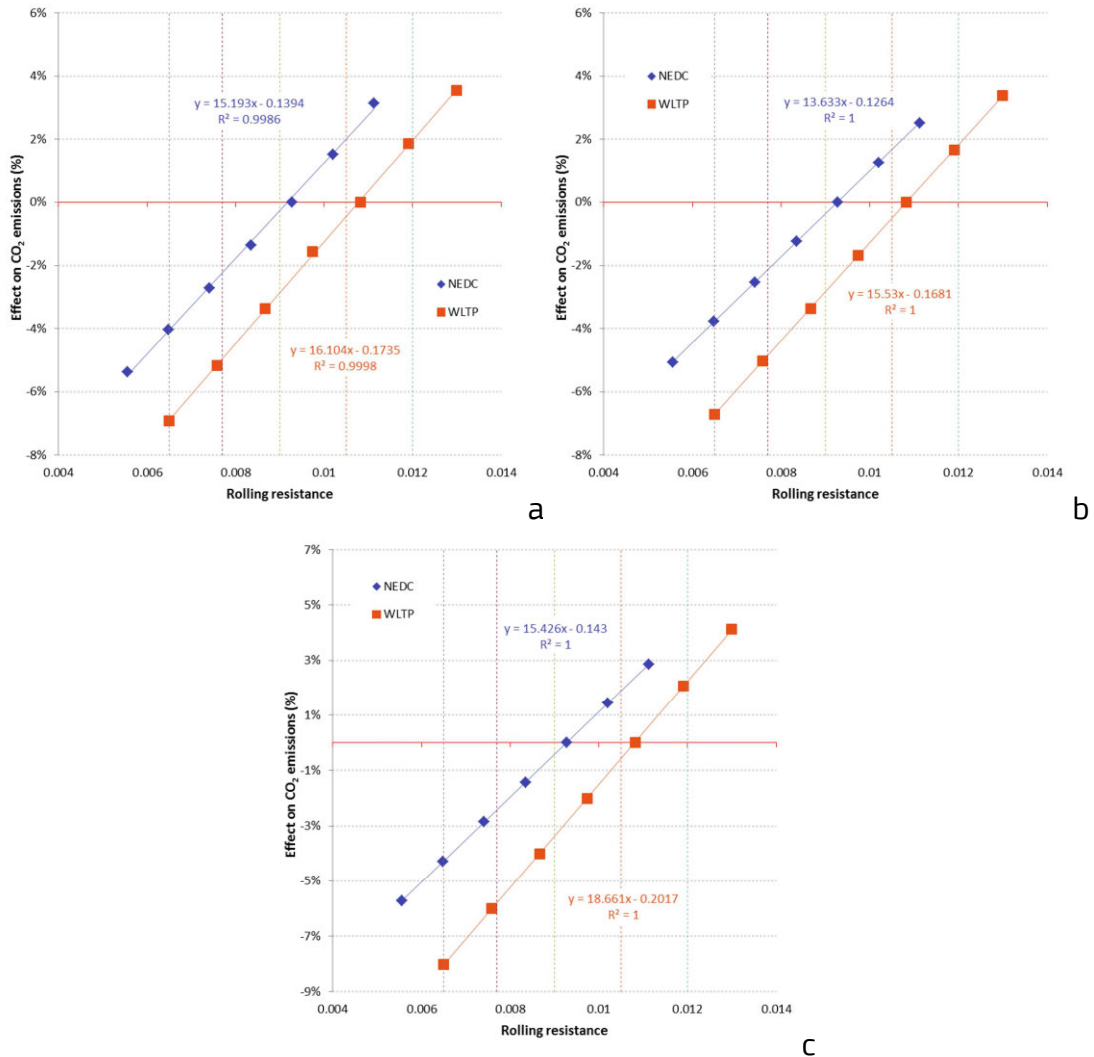 6%
4%
2%
0%
-2%
-4%
-6%
-8%
Effect on CO₂ emissions (%)
y = 15.193x - 0.1394
R² = 0.9986
NEDC
WLTP
y = 16.104x - 0.1735
R² = 0.9998
0.004 0.006 0.008 0.01 0.012 0.014
Rolling resistance
a
6%
4%
2%
0%
-2%
-4%
-6%
-8%
Effect on CO₂ emissions (%)
NEDC
WLTP
y = 13.633x - 0.1264
R² = 1
y = 15.53x - 0.1681
R² = 1
0.004 0.006 0.008 0.01 0.012 0.014
Rolling resistance
b
7%
5%
3%
1%
-1%
-3%
-5%
-7%
-9%
Effect on CO₂ emissions (%)
NEDC
WLTP
y = 15.426x - 0.143
R² = 1
y = 18.661x - 0.2017
R² = 1
0.004 0.006 0.008 0.01 0.012 0.014
Rolling resistance
c